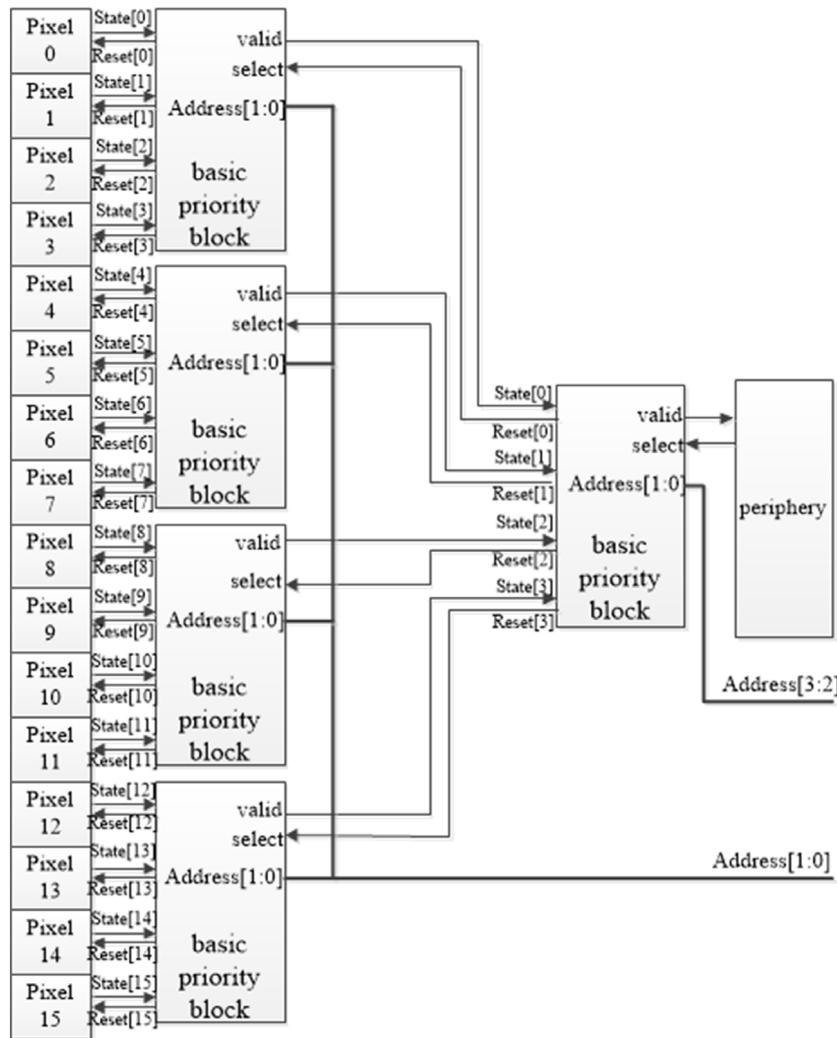 Pixel
0
State[0]
Reset[0]
Pixel
1
State[1]
Reset[1]
Pixel
2
State[2]
Reset[2]
Pixel
3
State[3]
Reset[3]
valid
select
Address[1:0]
basic
priority
block
Pixel
4
State[4]
Reset[4]
Pixel
5
State[5]
Reset[5]
Pixel
6
State[6]
Reset[6]
Pixel
7
State[7]
Reset[7]
valid
select
Address[1:0]
basic
priority
block
Pixel
8
State[8]
Reset[8]
Pixel
9
State[9]
Reset[9]
Pixel
10
State[10]
Reset[10]
Pixel
11
State[11]
Reset[11]
valid
select
Address[1:0]
basic
priority
block
Pixel
12
State[12]
Reset[12]
Pixel
13
State[13]
Reset[13]
Pixel
14
State[14]
Reset[14]
Pixel
15
State[15]
Reset[15]
valid
select
Address[1:0]
basic
priority
block
State[0]
Reset[0]
State[1]
Reset[1]
State[2]
Reset[2]
State[3]
Reset[3]
valid
select
Address[1:0]
basic
priority
block
periphery
Address[3:2]
Address[1:0]